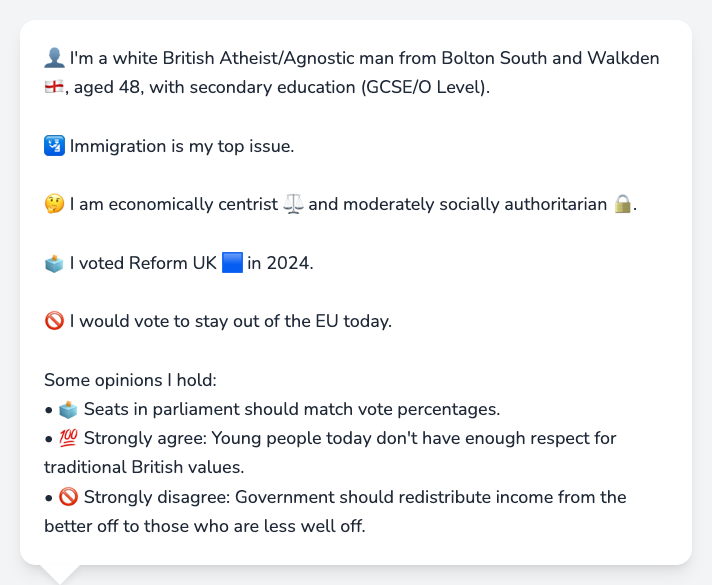 👤 I'm a white British Atheist/Agnostic man from Bolton South and Walkden
🏴󠁧󠁢󠁥󠁮󠁧󠁿, aged 48, with secondary education (GCSE/O Level).
🛂 Immigration is my top issue.
🤔 I am economically centrist ⚖️ and moderately socially authoritarian 🔒.
🗳️ I voted Reform UK 🟦 in 2024.
🚫 I would vote to stay out of the EU today.
Some opinions I hold:
• 🗳️ Seats in parliament should match vote percentages.
• 💯 Strongly agree: Young people today don't have enough respect for
traditional British values.
• 🚫 Strongly disagree: Government should redistribute income from the
better off to those who are less well off.